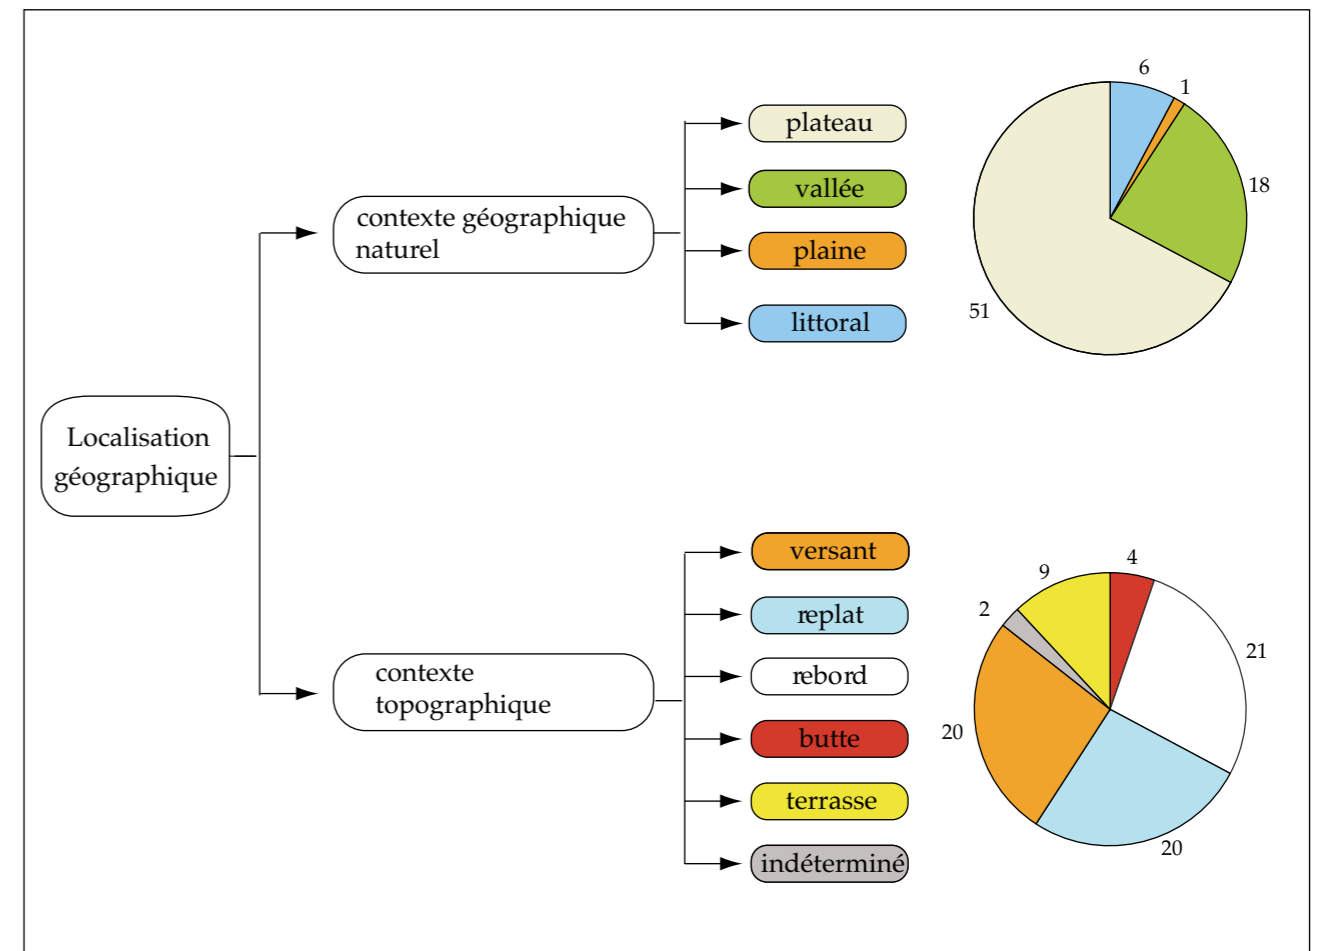 Localisation
géographique
contexte géographique
naturel
plateau
vallée
plaine
littoral
6
1
18
51
contexte
topographique
versant
replat
rebord
butte
terrasse
indéterminé
4
21
20
20
2
9